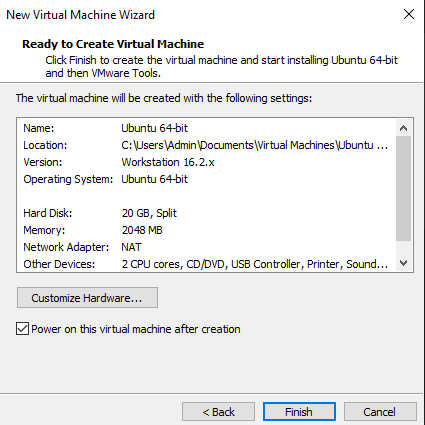 New Virtual Machine Wizard
Ready to Create Virtual Machine
Click Finish to create the virtual machine and start installing Ubuntu 64-bit
and then VMware Tools.
The virtual machine will be created with the following settings:
Name: Ubuntu 64-bit
Location: C:\Users\Admin\Documents\Virtual Machines\Ubuntu ...
Version: Workstation 16.2.x
Operating System: Ubuntu 64-bit
Hard Disk: 20 GB, Split
Memory: 2048 MB
Network Adapter: NAT
Other Devices: 2 CPU cores, CD/DVD, USB Controller, Printer, Sound...
Customize Hardware...
Power on this virtual machine after creation
< Back Finish Cancel